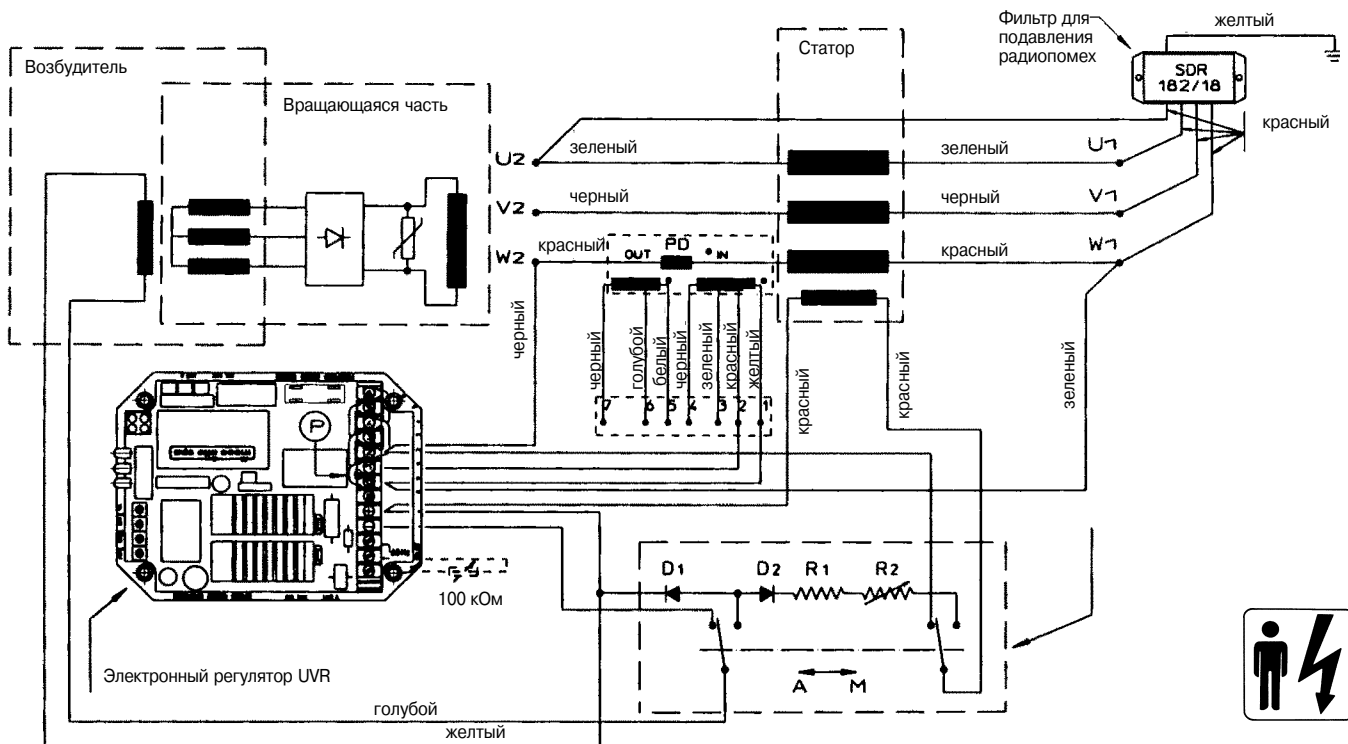 желтый
Фильтр для
подавления
радиопомех
Статор
SDR
182/18
красный
Возбудитель
Вращающаяся часть
U2
зеленый
зеленый
U1
V2
черный
черный
V1
W2
красный
OUT
PD
IN
красный
W1
черный
черный
голубой
белый
черный
зеленый
красный
желтый
красный
красный
зеленый
7
6
5
4
3
2
1
P
100 кОм
D1
D2
R1
R2
A
M
Электронный регулятор UVR
голубой
желтый